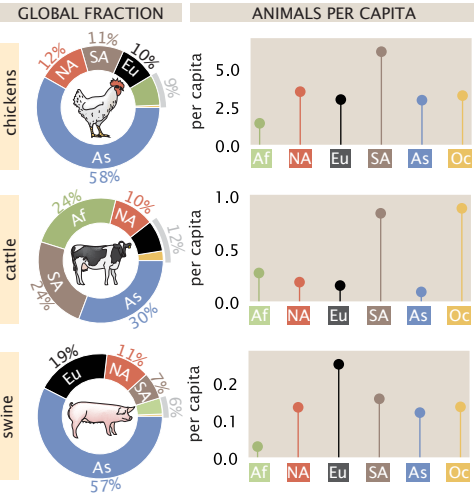 GLOBAL FRACTION
ANIMALS PER CAPITA
chickens
12%
11%
10%
9%
NA
SA
Eu
As
58%
per capita
5.0
2.5
0.0
Af
NA
Eu
SA
As
Oc
cattle
24%
10%
12%
Af
NA
SA
24%
As
30%
per capita
1.0
0.5
0.0
Af
NA
Eu
SA
As
Oc
swine
19%
11%
7%
6%
Eu
NA
SA
As
57%
per capita
0.2
0.1
0.0
Af
NA
Eu
SA
As
Oc